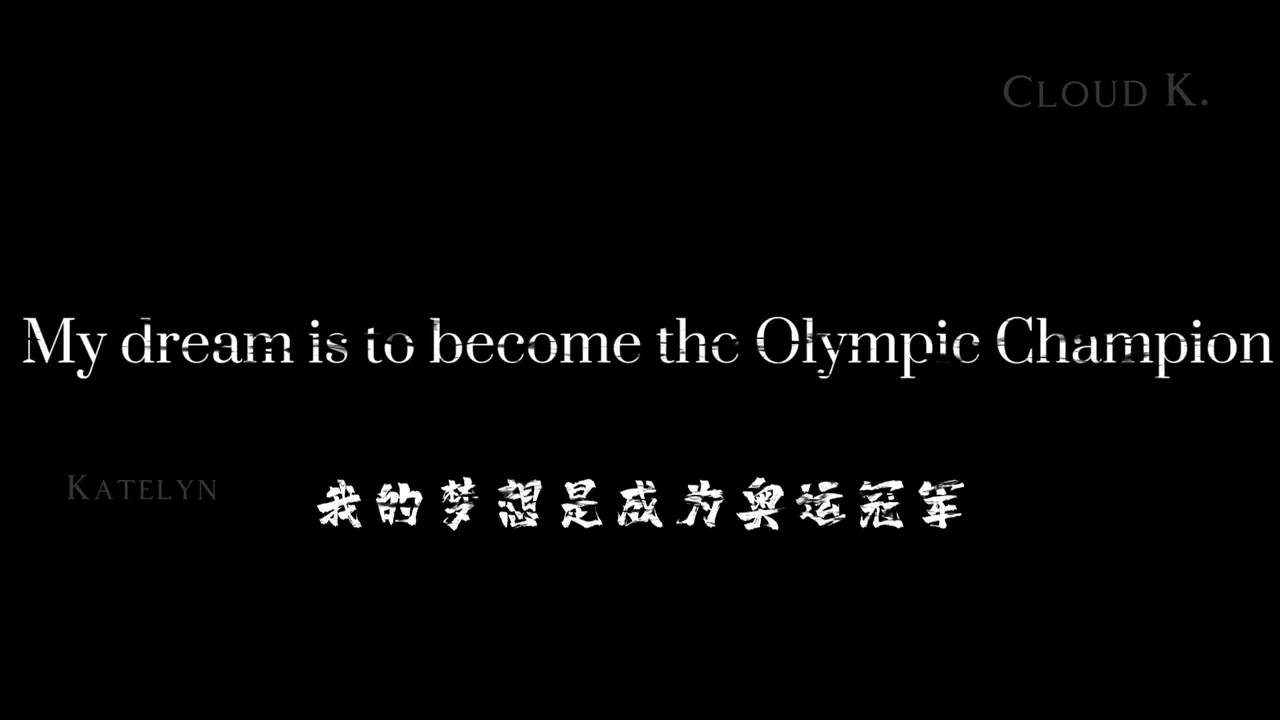 CLOUD K.
My dream is to become the Olympic Champion
KATELYN
我的梦想是成为奥运冠军